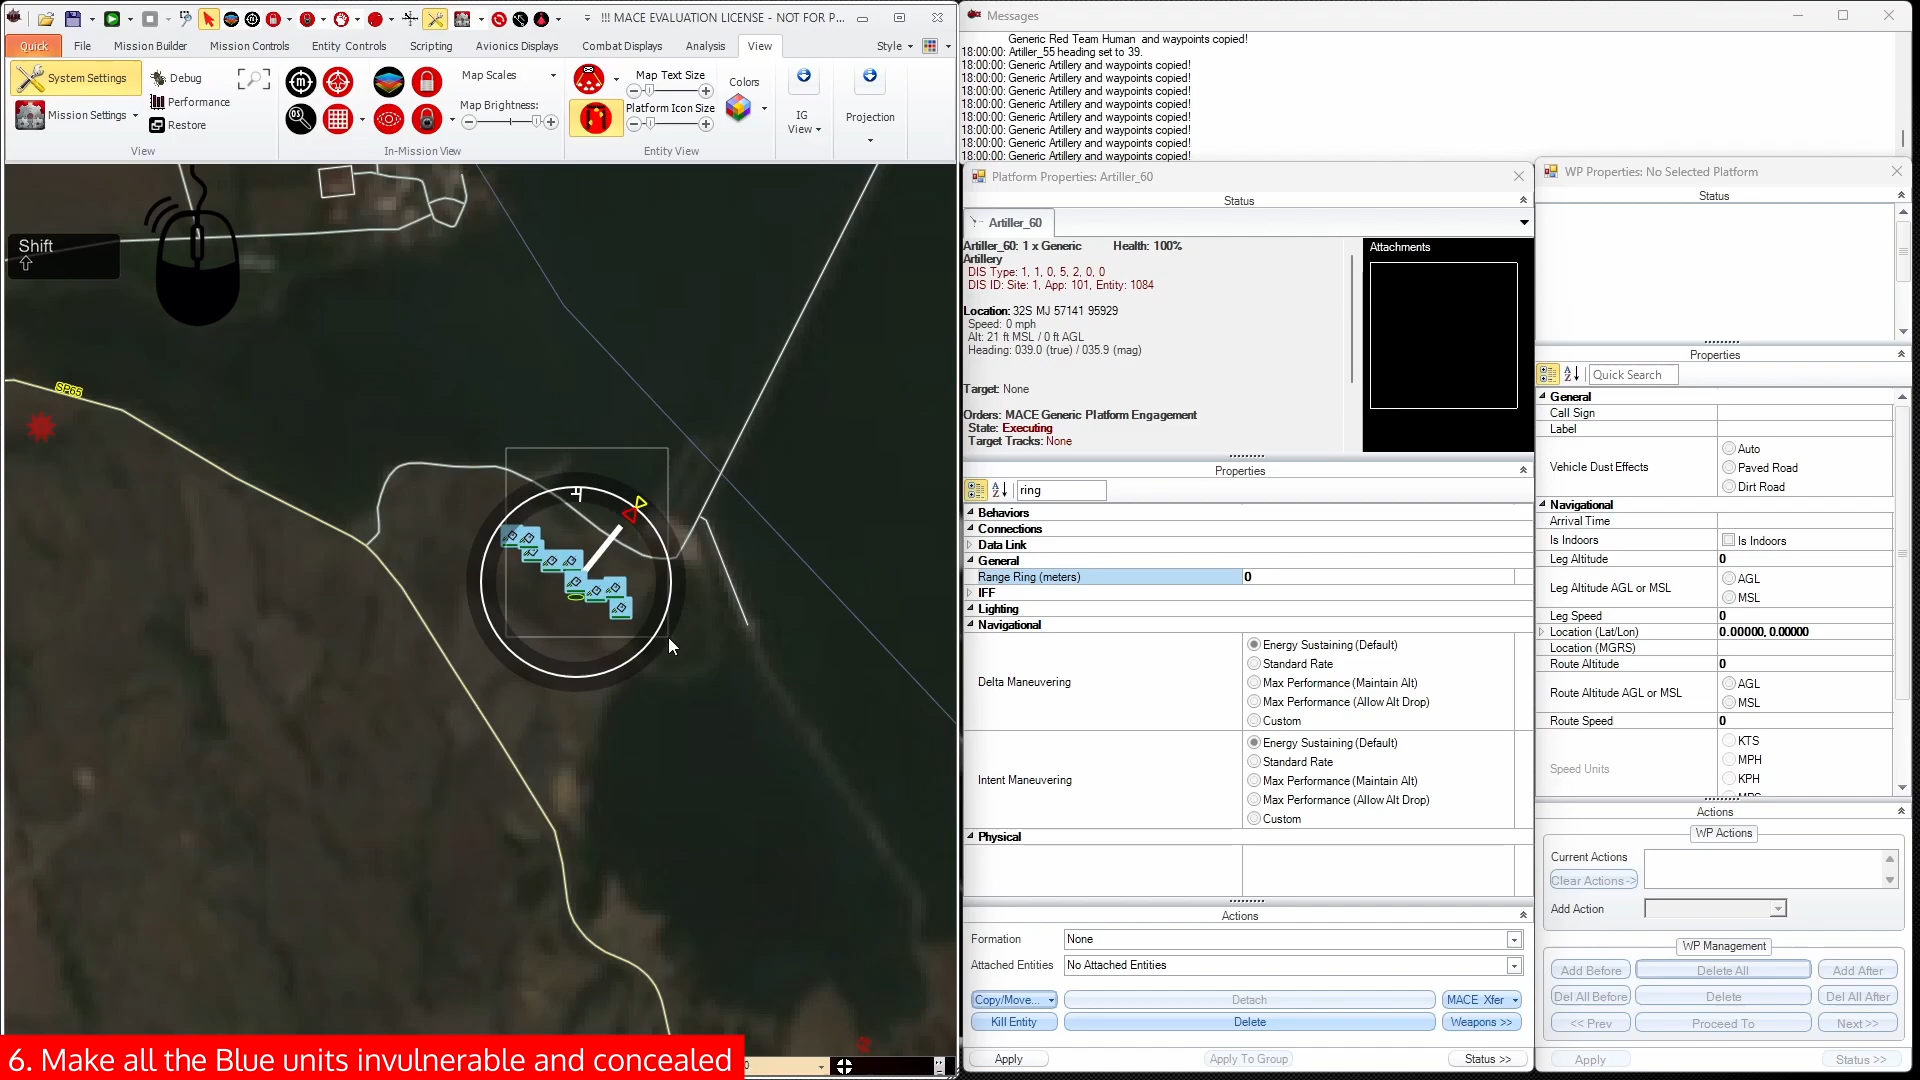 !!! MACE EVALUATION LICENSE - NOT FOR P...
Quick File Mission Builder Mission Controls Entity Controls Scripting Avionics Displays Combat Displays Analysis View Style
System Settings
Mission Settings
Debug
Performance
Restore
View
Map Scales
Map Brightness:
In-Mission View
Map Text Size
Platform Icon Size
Entity View
Colors
IG
View
Projection
Shift
SP65
6. Make all the Blue units invulnerable and concealed
Messages
Generic Red Team Human and waypoints copied!
18:00:00: Artiller_55 heading set to 39.
18:00:00: Generic Artillery and waypoints copied!
18:00:00: Generic Artillery and waypoints copied!
18:00:00: Generic Artillery and waypoints copied!
18:00:00: Generic Artillery and waypoints copied!
18:00:00: Generic Artillery and waypoints copied!
18:00:00: Generic Artillery and waypoints copied!
18:00:00: Generic Artillery and waypoints copied!
18:00:00: Generic Artillery and waypoints copied!
Platform Properties: Artiller_60
Status
Artiller_60
Artiller_60: 1 x Generic Health: 100%
Artillery
DIS Type: 1, 1, 0, 5, 2, 0, 0
DIS ID: Site: 1, App: 101, Entity: 1084
Location: 32S MJ 57141 95929
Speed: 0 mph
Alt: 21 ft MSL / 0 ft AGL
Heading: 039.0 (true) / 035.9 (mag)
Target: None
Orders: MACE Generic Platform Engagement
State: Executing
Target Tracks: None
Attachments
Properties
ring
Behaviors
Connections
Data Link
General
Range Ring (meters) 0
IFF
Lighting
Navigational
Delta Maneuvering
Energy Sustaining (Default)
Standard Rate
Max Performance (Maintain Alt)
Max Performance (Allow Alt Drop)
Custom
Intent Maneuvering
Energy Sustaining (Default)
Standard Rate
Max Performance (Maintain Alt)
Max Performance (Allow Alt Drop)
Custom
Physical
Actions
Formation None
Attached Entities No Attached Entities
Copy/Move... Detach MACE Xfer
Kill Entity Delete Weapons >>
Apply Apply To Group Status >>
WP Properties: No Selected Platform
Status
Properties
Quick Search
General
Call Sign
Label
Vehicle Dust Effects
Auto
Paved Road
Dirt Road
Navigational
Arrival Time
Is Indoors Is Indoors
Leg Altitude 0
Leg Altitude AGL or MSL
AGL
MSL
Leg Speed 0
Location (Lat/Lon) 0.00000, 0.00000
Location (MGRS)
Route Altitude 0
Route Altitude AGL or MSL
AGL
MSL
Route Speed 0
Speed Units
KTS
MPH
KPH
Actions
WP Actions
Current Actions
Clear Actions ->
Add Action
WP Management
Add Before Delete All Add After
Del All Before Delete Del All After
<< Prev Proceed To Next >>
Apply Status >>